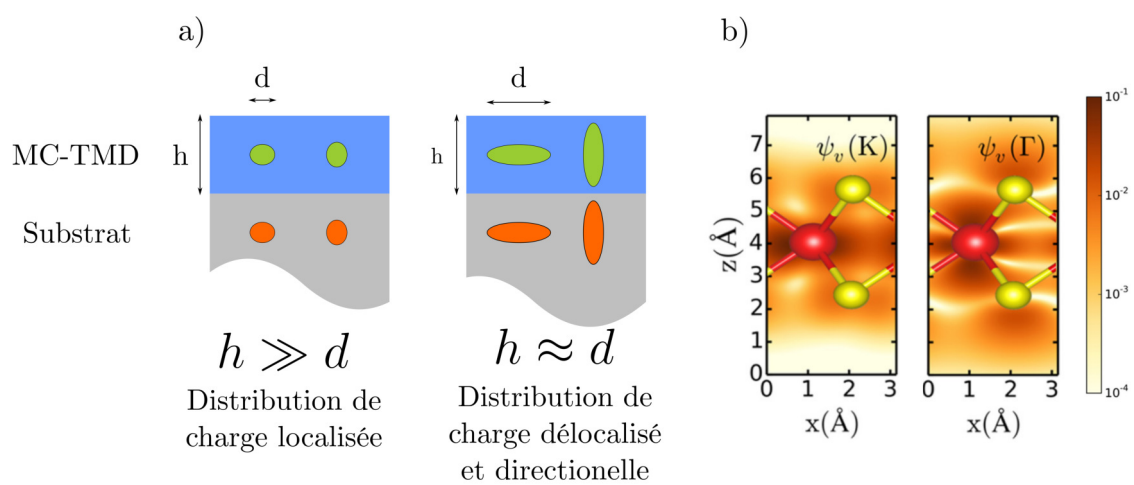 a)
d
d
MC-TMD
h
h
Substrat
h ≫ d
h ≈ d
Distribution de
charge localisée
Distribution de
charge délocalisé
et directionelle
b)
ψᵥ(K)
ψᵥ(Γ)
z(Å)
8
7
6
5
4
3
2
1
0
0 1 2 3
0 1 2 3
x(Å)
x(Å)
10⁻¹
10⁻²
10⁻³
10⁻⁴